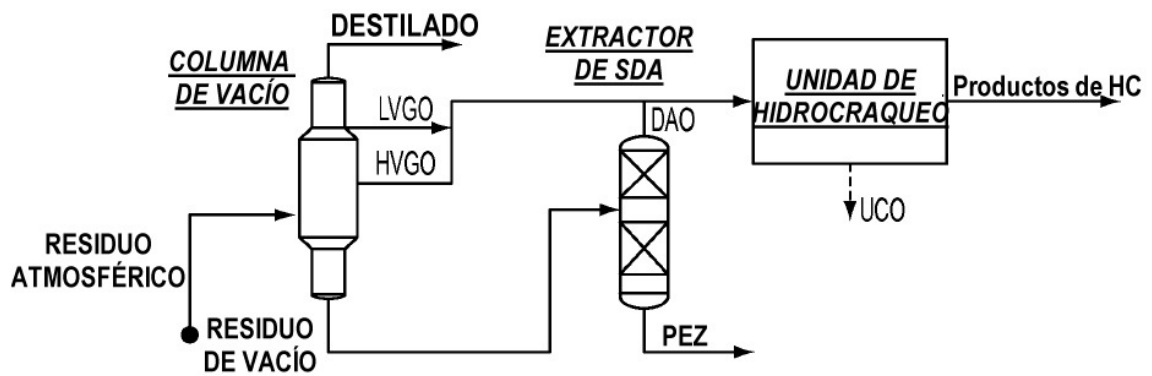 DESTILADO
COLUMNA
DE VACÍO
LVGO
HVGO
RESIDUO
ATMOSFÉRICO
RESIDUO
DE VACÍO
EXTRACTOR
DE SDA
DAO
PEZ
UNIDAD DE
HIDROCRAQUEO
Productos de HC
UCO